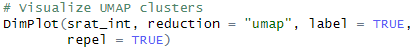 # Visualize UMAP clusters
DimPlot(srat_int, reduction = "umap", label = TRUE,
        repel = TRUE)